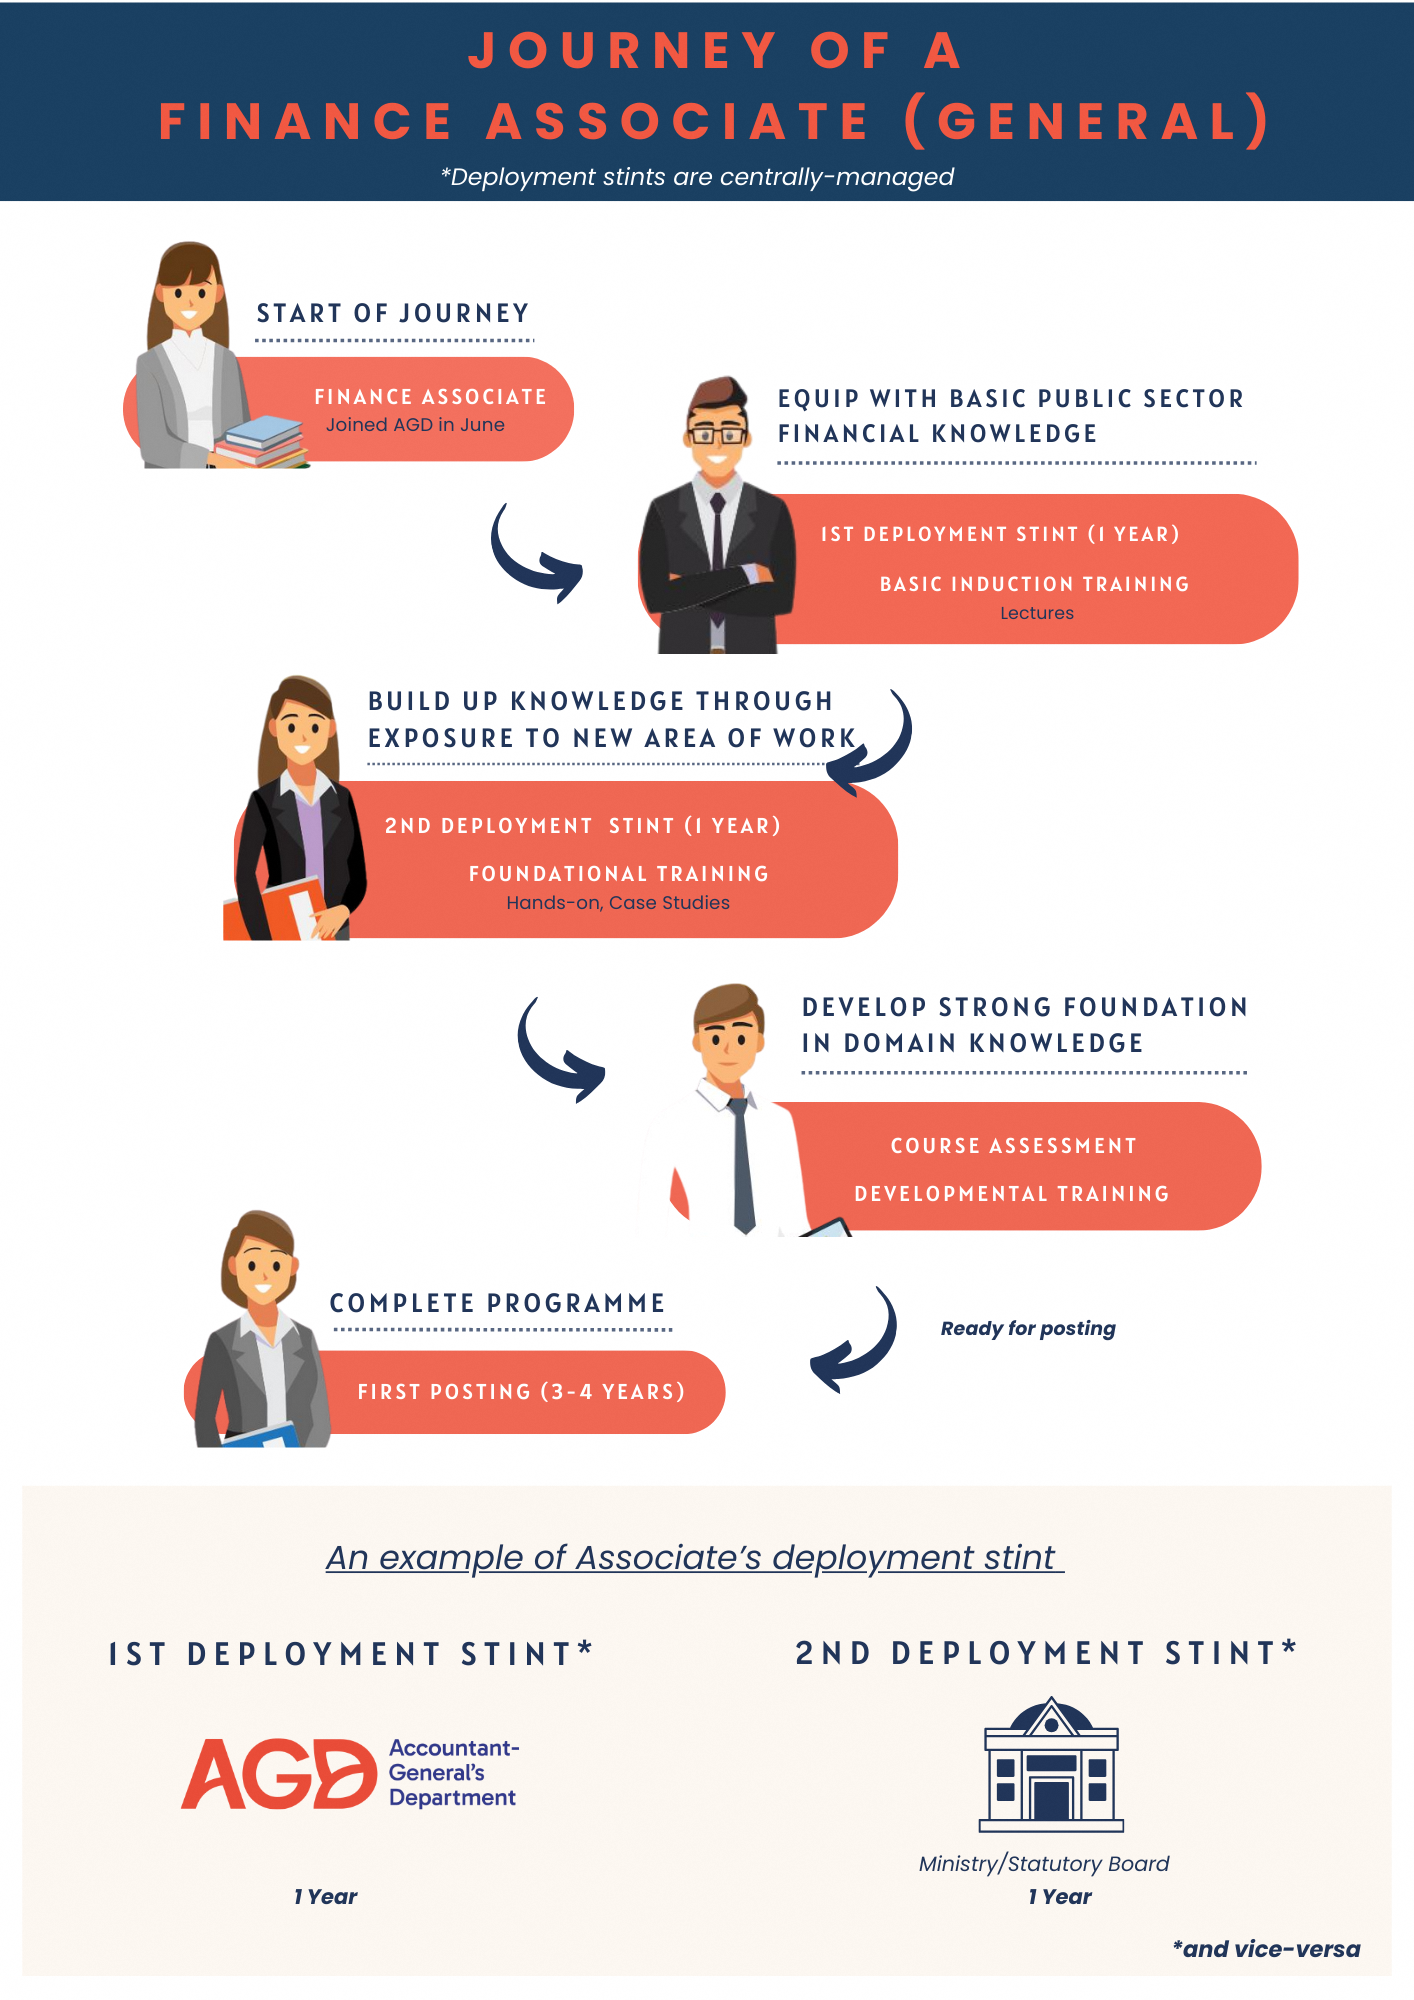 JOURNEY OF A
FINANCE ASSOCIATE (GENERAL)
*Deployment stints are centrally-managed
START OF JOURNEY
FINANCE ASSOCIATE
Joined AGD in June
EQUIP WITH BASIC PUBLIC SECTOR
FINANCIAL KNOWLEDGE
1ST DEPLOYMENT STINT (1 YEAR)
BASIC INDUCTION TRAINING
Lectures
BUILD UP KNOWLEDGE THROUGH
EXPOSURE TO NEW AREA OF WORK
2ND DEPLOYMENT STINT (1 YEAR)
FOUNDATIONAL TRAINING
Hands-on, Case Studies
DEVELOP STRONG FOUNDATION
IN DOMAIN KNOWLEDGE
COURSE ASSESSMENT
DEVELOPMENTAL TRAINING
Ready for posting
COMPLETE PROGRAMME
FIRST POSTING (3-4 YEARS)
An example of Associate's deployment stint
1ST DEPLOYMENT STINT*
AGD
Accountant-
General's
Department
1 Year
2ND DEPLOYMENT STINT*
Ministry/Statutory Board
1 Year
*and vice-versa